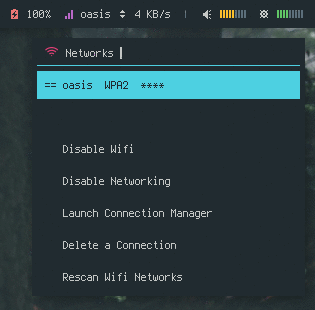 100% oasis 4 KB/s
Networks
== oasis WPA2 ****
Disable Wifi
Disable Networking
Launch Connection Manager
Delete a Connection
Rescan Wifi Networks